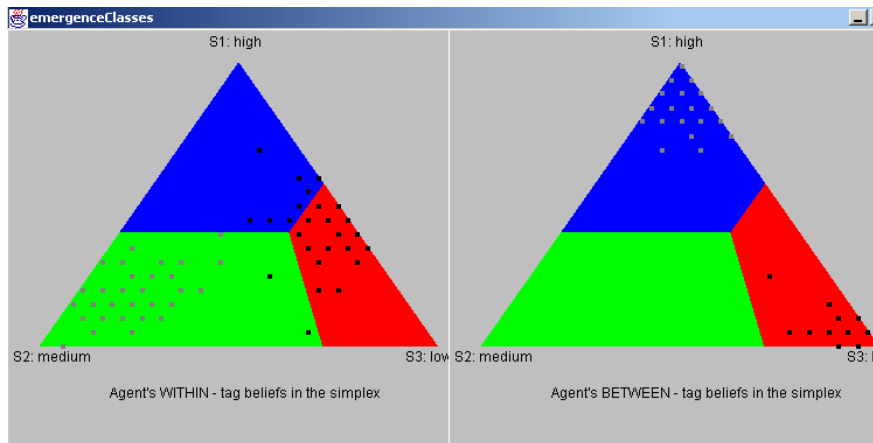 emergenceClasses
S1: high
S1: high
S2: medium
S3: low
S2: medium
S3:
Agent's WITHIN - tag beliefs in the simplex
Agent's BETWEEN - tag beliefs in the simplex